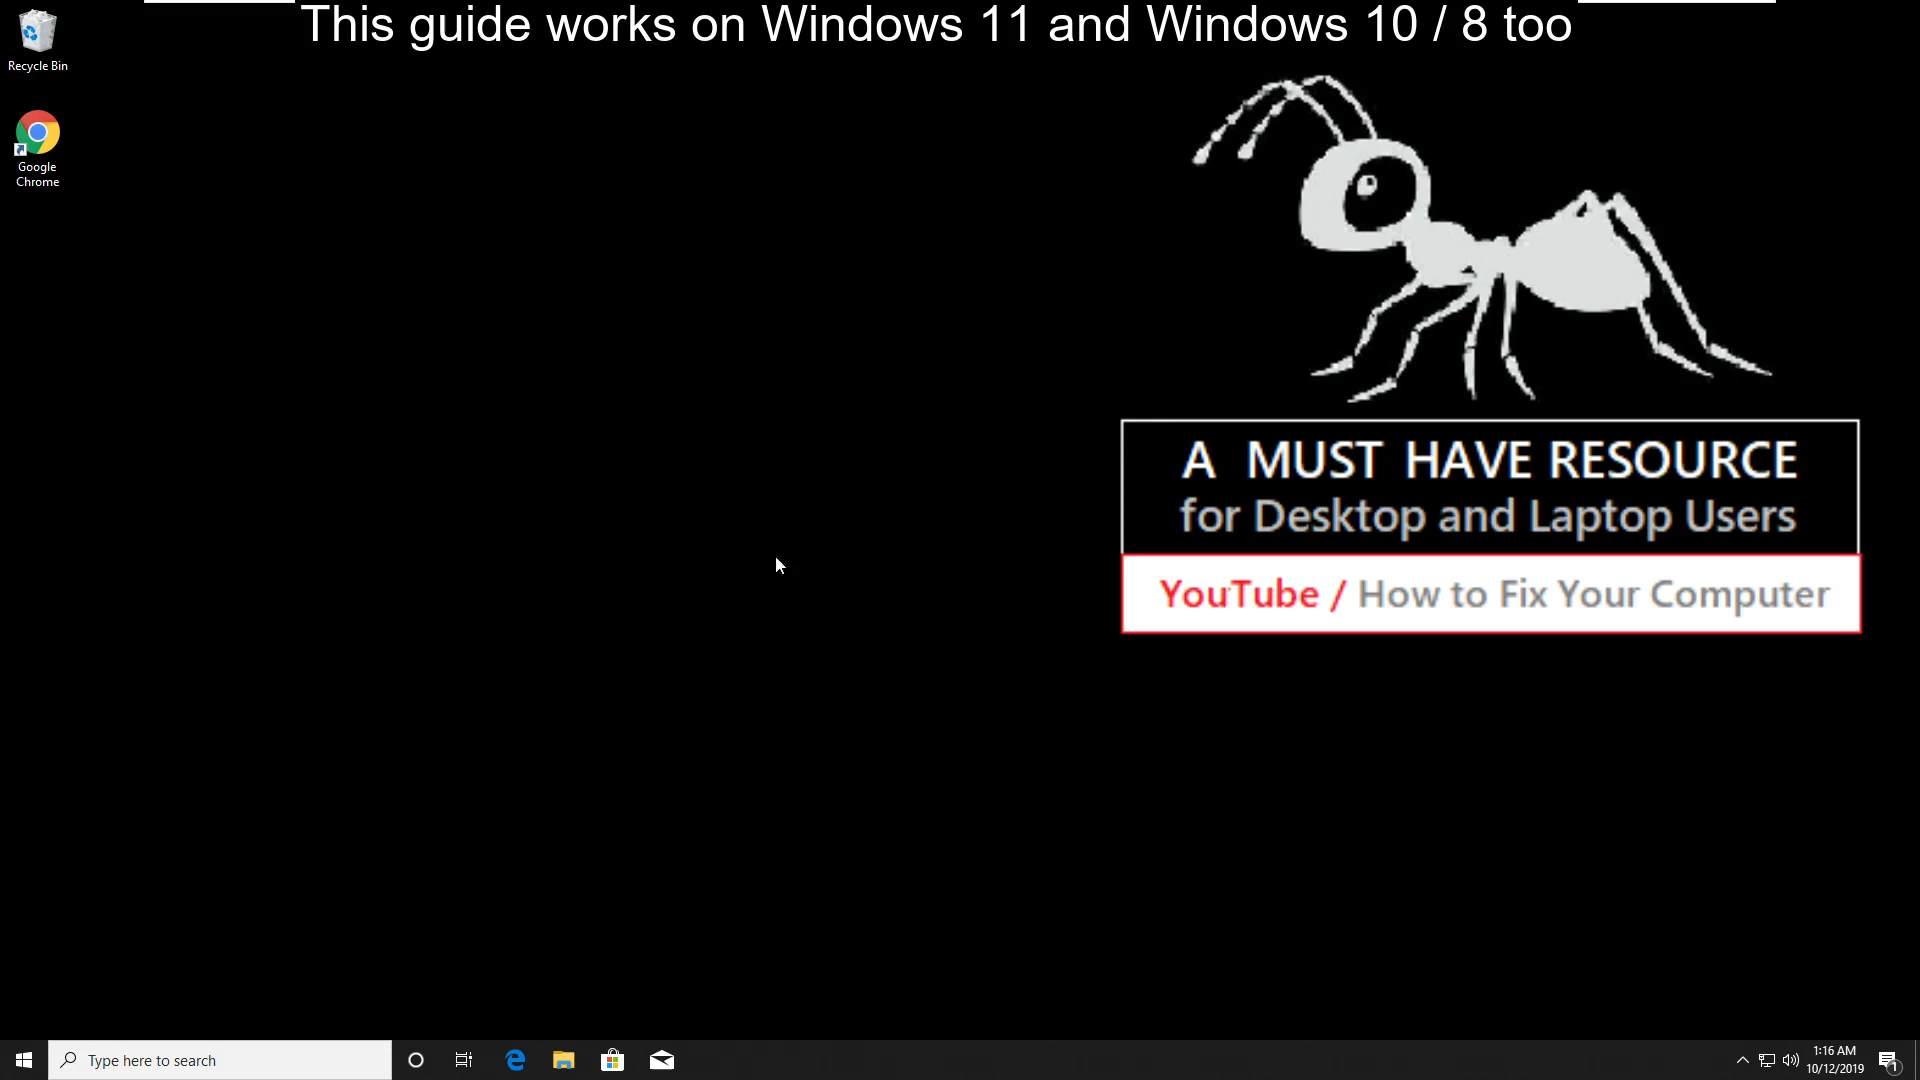 This guide works on Windows 11 and Windows 10 / 8 too
Recycle Bin
Google
Chrome
A MUST HAVE RESOURCE
for Desktop and Laptop Users
YouTube / How to Fix Your Computer
Type here to search
1:16 AM
10/12/2019
1